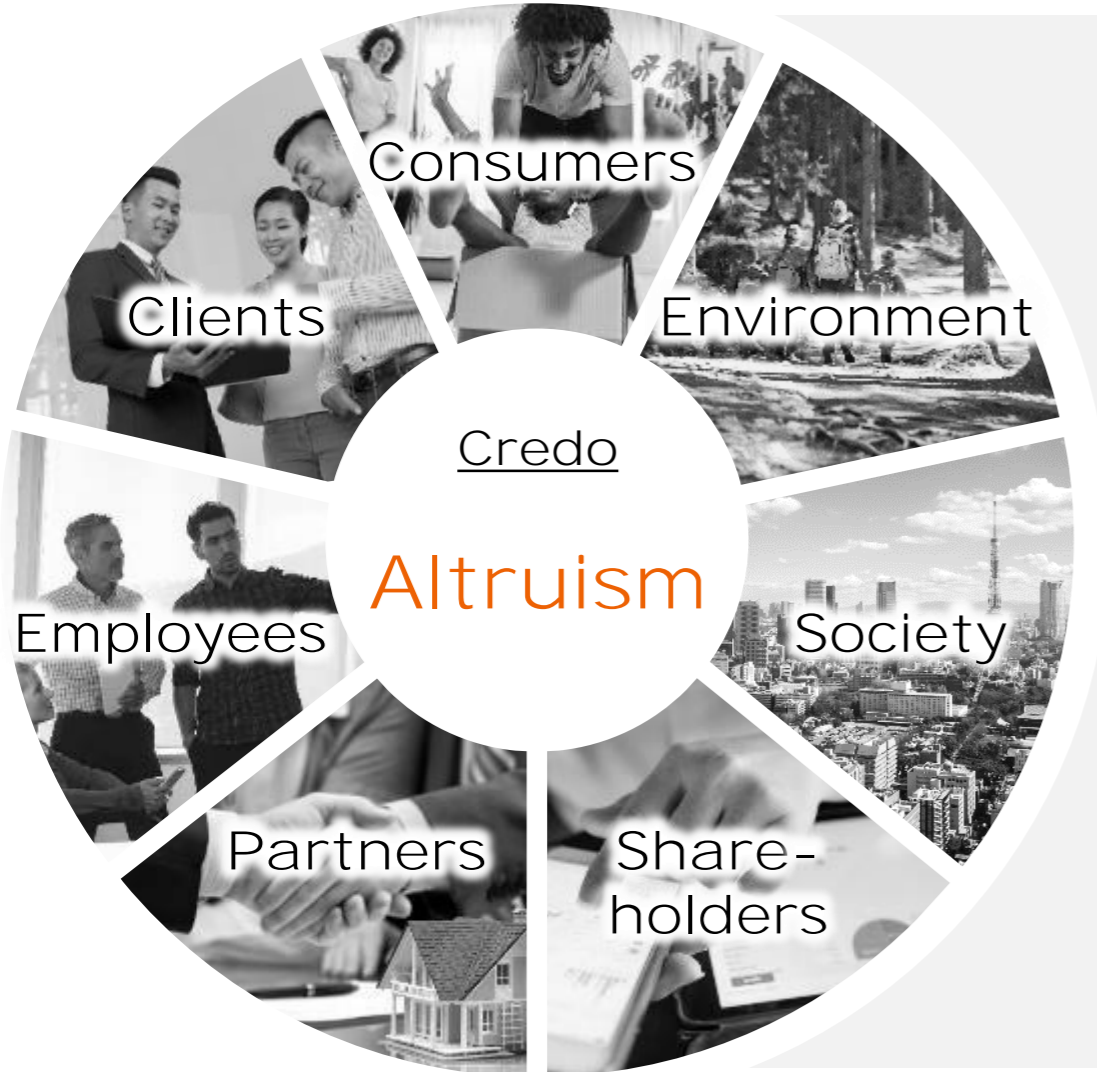 Consumers
Clients
Environment
Credo
Altruism
Employees
Society
Partners
Share-
holders